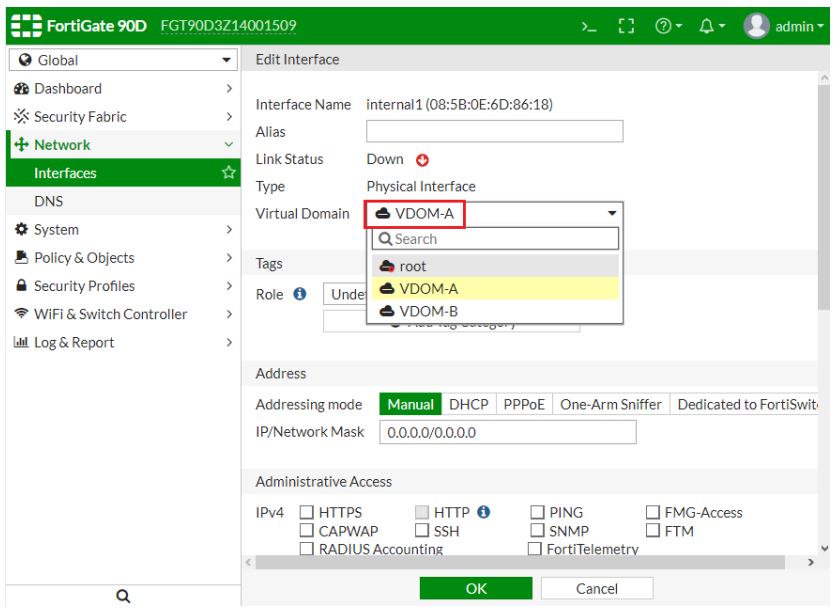 FortiGate 90D FGT90D3Z14001509 >_ admin
Global
Dashboard
Security Fabric
Network
Interfaces
DNS
System
Policy & Objects
Security Profiles
WiFi & Switch Controller
Log & Report
Edit Interface
Interface Name internal1 (08:5B:0E:6D:86:18)
Alias
Link Status Down
Type Physical Interface
Virtual Domain VDOM-A
Search
root
VDOM-A
VDOM-B
Tags
Role Unde
Add Tag Category
Address
Addressing mode Manual DHCP PPPoE One-Arm Sniffer Dedicated to FortiSwit
IP/Network Mask 0.0.0.0/0.0.0.0
Administrative Access
IPv4 HTTPS HTTP PING FMG-Access
CAPWAP SSH SNMP FTM
RADIUS Accounting FortiTelemetry
OK Cancel